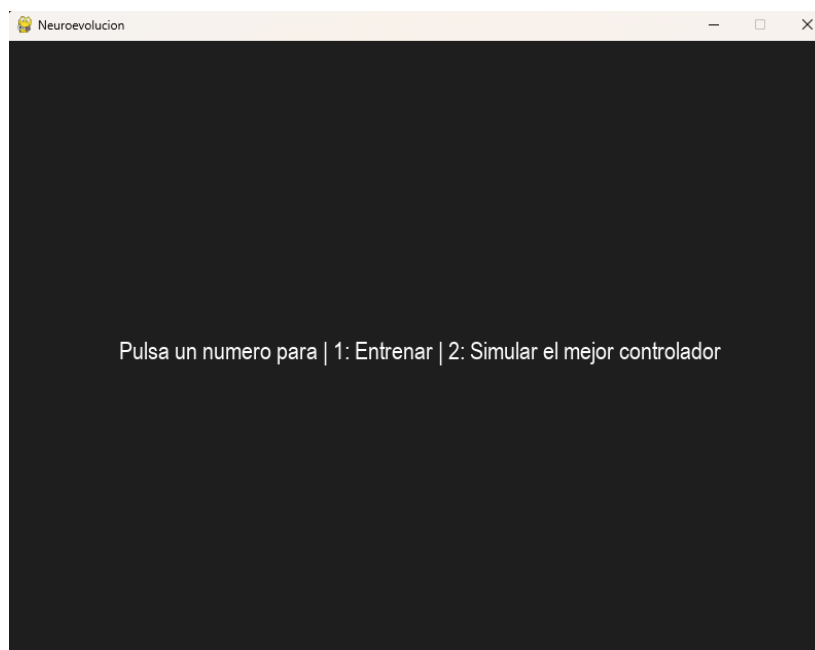 Neuroevolucion
Pulsa un numero para | 1: Entrenar | 2: Simular el mejor controlador